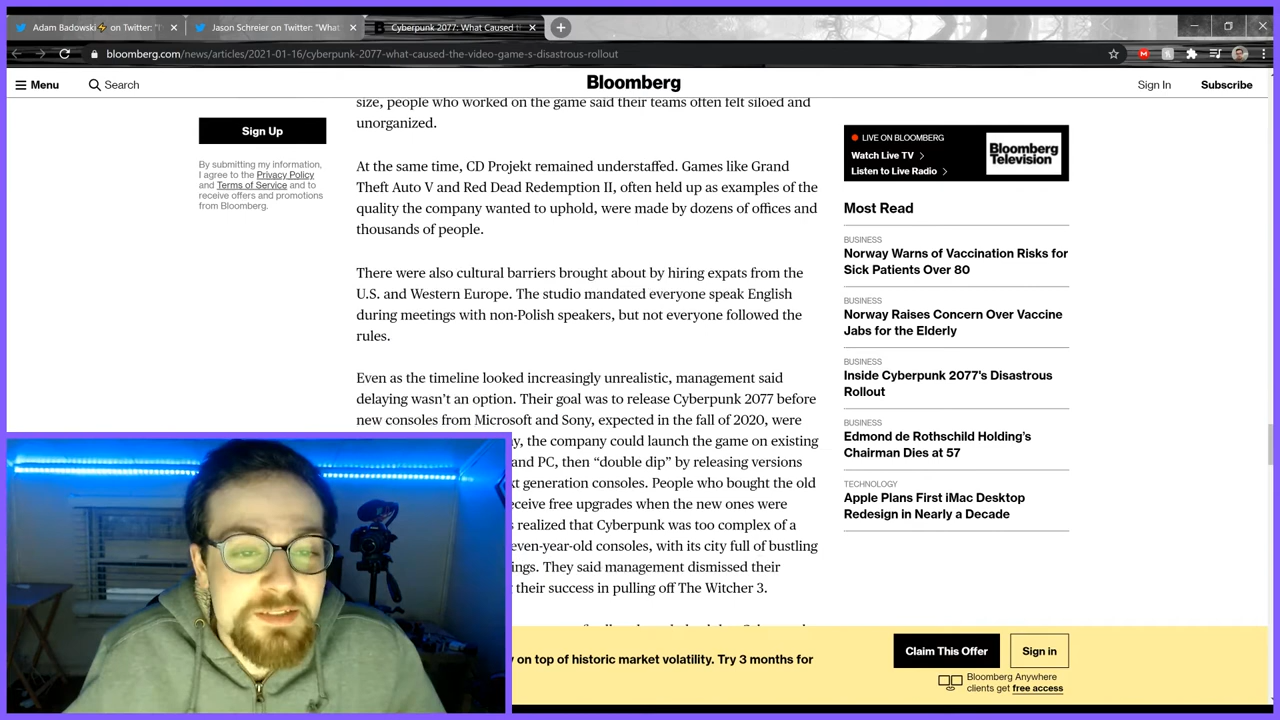 Adam Badowski⚡ on Twitter: "
Jason Schreier on Twitter: "What
Cyberpunk 2077: What Caused t
bloomberg.com/news/articles/2021-01-16/cyberpunk-2077-what-caused-the-video-game-s-disastrous-rollout
Menu
Search
Bloomberg
Sign In
Subscribe
Sign Up
By submitting my information,
I agree to the Privacy Policy
and Terms of Service and to
receive offers and promotions
from Bloomberg.
size, people who worked on the game said their teams often felt siloed and
unorganized.
At the same time, CD Projekt remained understaffed. Games like Grand
Theft Auto V and Red Dead Redemption II, often held up as examples of the
quality the company wanted to uphold, were made by dozens of offices and
thousands of people.
There were also cultural barriers brought about by hiring expats from the
U.S. and Western Europe. The studio mandated everyone speak English
during meetings with non-Polish speakers, but not everyone followed the
rules.
Even as the timeline looked increasingly unrealistic, management said
delaying wasn't an option. Their goal was to release Cyberpunk 2077 before
new consoles from Microsoft and Sony, expected in the fall of 2020, were
the company could launch the game on existing
and PC, then “double dip” by releasing versions
generation consoles. People who bought the old
receive free upgrades when the new ones were
realized that Cyberpunk was too complex of a
even-year-old consoles, with its city full of bustling
They said management dismissed their
their success in pulling off The Witcher 3.
LIVE ON BLOOMBERG
Watch Live TV
Listen to Live Radio
Bloomberg
Television
Most Read
BUSINESS
Norway Warns of Vaccination Risks for
Sick Patients Over 80
BUSINESS
Norway Raises Concern Over Vaccine
Jabs for the Elderly
BUSINESS
Inside Cyberpunk 2077's Disastrous
Rollout
BUSINESS
Edmond de Rothschild Holding's
Chairman Dies at 57
TECHNOLOGY
Apple Plans First iMac Desktop
Redesign in Nearly a Decade
on top of historic market volatility. Try 3 months for
Claim This Offer
Sign in
Bloomberg Anywhere
clients get free access